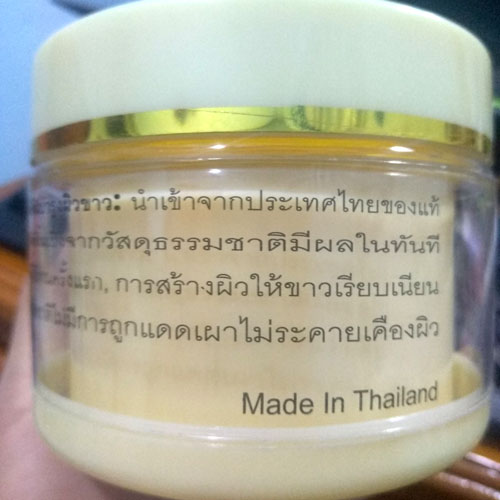 ผิวขาว: นำเข้าจากประเทศไทยของแท้
จากวัสดุธรรมชาติมีผลในทันที
ครั้งแรก, การสร้างผิวให้ขาวเรียบเนียน
ไม่มีการถูกแดดเผาไม่ระคายเคืองผิว
Made In Thailand